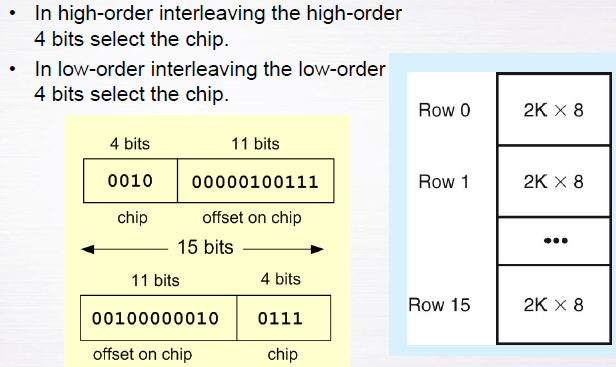 • In high-order interleaving the high-order
4 bits select the chip.
• In low-order interleaving the low-order
4 bits select the chip.
4 bits 11 bits
0010 00000100111
chip offset on chip
15 bits
11 bits 4 bits
00100000010 0111
offset on chip chip
Row 0 2K × 8
Row 1 2K × 8
•••
Row 15 2K × 8